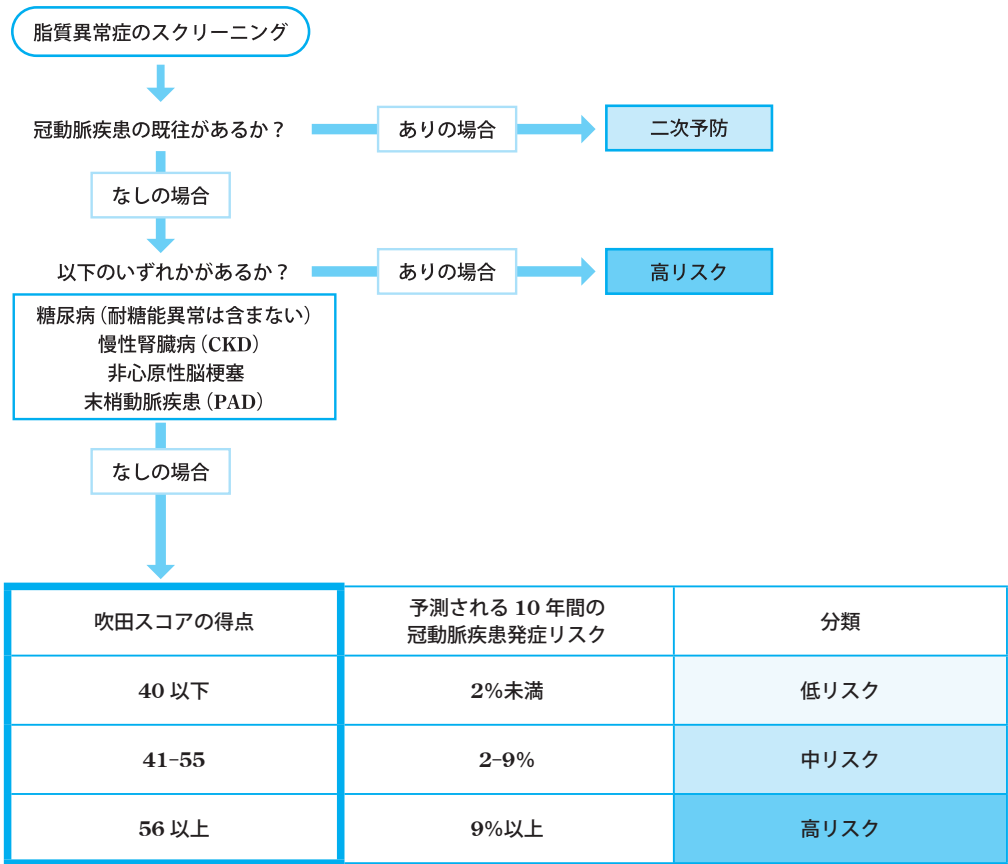 脂質異常症のスクリーニング
冠動脈疾患の既往があるか？
ありの場合
二次予防
なしの場合
以下のいずれかがあるか？
ありの場合
高リスク
糖尿病（耐糖能異常は含まない）
慢性腎臓病（CKD）
非心原性脳梗塞
末梢動脈疾患（PAD）
なしの場合
吹田スコアの得点
予測される 10 年間の
冠動脈疾患発症リスク
分類
40 以下
2%未満
低リスク
41–55
2–9%
中リスク
56 以上
9%以上
高リスク